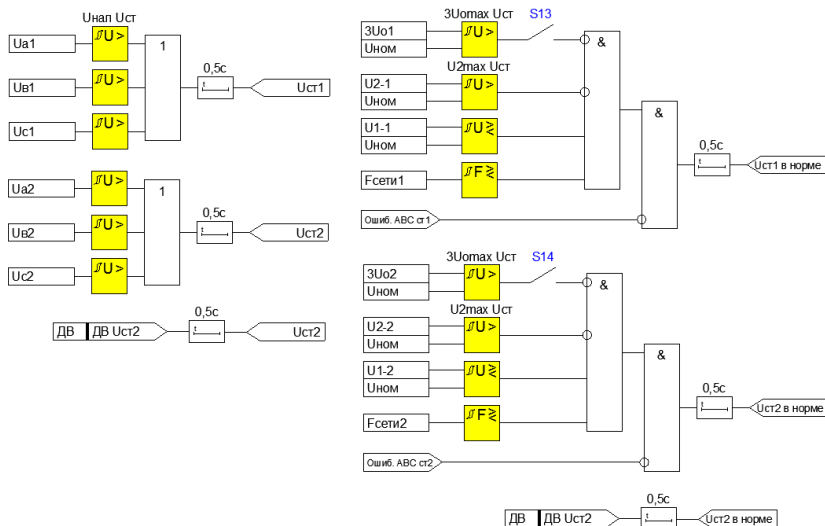 Uнап Uст
Ua1
U>
1
Uв1
U>
0,5с
Uст1
Uс1
U>
Ua2
U>
1
Uв2
U>
0,5с
Uст2
Uс2
U>
ДВ ДВ Uст2
0,5с
t
Uст2
3Uomax Uст
S13
3Uo1
Uном
U>
&
U2max Uст
U2-1
Uном
U>
U1-1
Uном
U≷
&
Fсети1
F≷
0,5с
t
Uст1 в норме
Ошиб. АВС ст1
3Uomax Uст
S14
3Uo2
Uном
U>
&
U2max Uст
U2-2
Uном
U>
U1-2
Uном
U≷
&
Fсети2
F≷
0,5с
t
Uст2 в норме
Ошиб. АВС ст2
ДВ ДВ Uст2
0,5с
t
Uст2 в норме